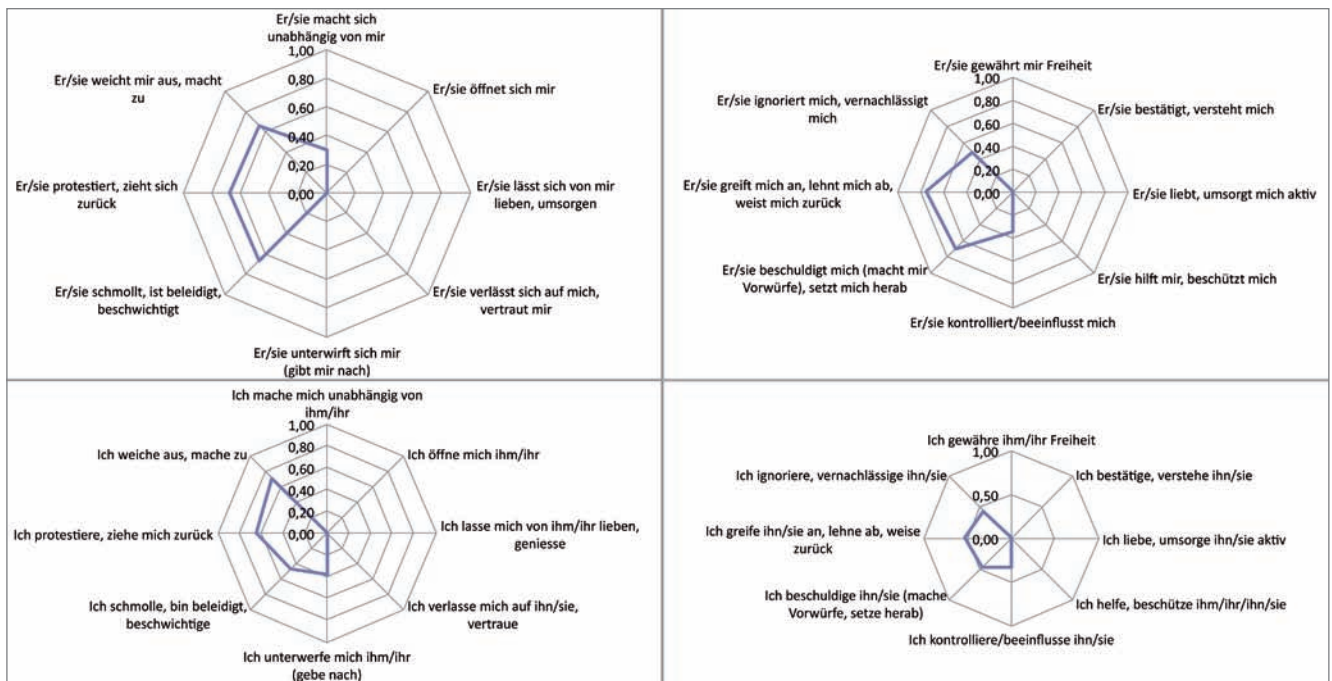 Er/sie macht sich
unabhängig von mir
1,00
Er/sie weicht mir aus, macht
zu
0,80
Er/sie öffnet sich mir
0,60
0,40
Er/sie protestiert, zieht sich
zurück
0,20
0,00
Er/sie lässt sich von mir
lieben, umsorgen
Er/sie schmollt, ist beleidigt,
beschwichtigt
Er/sie verlässt sich auf mich,
vertraut mir
Er/sie unterwirft sich mir
(gibt mir nach)
Er/sie gewährt mir Freiheit
1,00
Er/sie ignoriert mich, vernachlässigt
mich
0,80
Er/sie bestätigt, versteht mich
0,60
0,40
Er/sie greift mich an, lehnt mich ab,
weist mich zurück
0,20
0,00
Er/sie liebt, umsorgt mich aktiv
Er/sie beschuldigt mich (macht mir
Vorwürfe), setzt mich herab
Er/sie hilft mir, beschützt mich
Er/sie kontrolliert/beeinflusst mich
Ich mache mich unabhängig von
ihm/ihr
1,00
Ich weiche aus, mache zu
0,80
Ich öffne mich ihm/ihr
0,60
0,40
0,20
Ich protestiere, ziehe mich zurück
0,00
Ich lasse mich von ihm/ihr lieben,
geniesse
Ich schmolle, bin beleidigt,
beschwichtige
Ich verlasse mich auf ihn/sie,
vertraue
Ich unterwerfe mich ihm/ihr
(gebe nach)
Ich gewähre ihm/ihr Freiheit
1,00
Ich ignoriere, vernachlässige ihn/sie
Ich bestätige, verstehe ihn/sie
0,50
Ich greife ihn/sie an, lehne ab, weise
zurück
0,00
Ich liebe, umsorge ihn/sie aktiv
Ich beschuldige ihn/sie (mache
Vorwürfe, setze herab)
Ich helfe, beschütze ihm/ihr/ihn/sie
Ich kontrolliere/beeinflusse ihn/sie